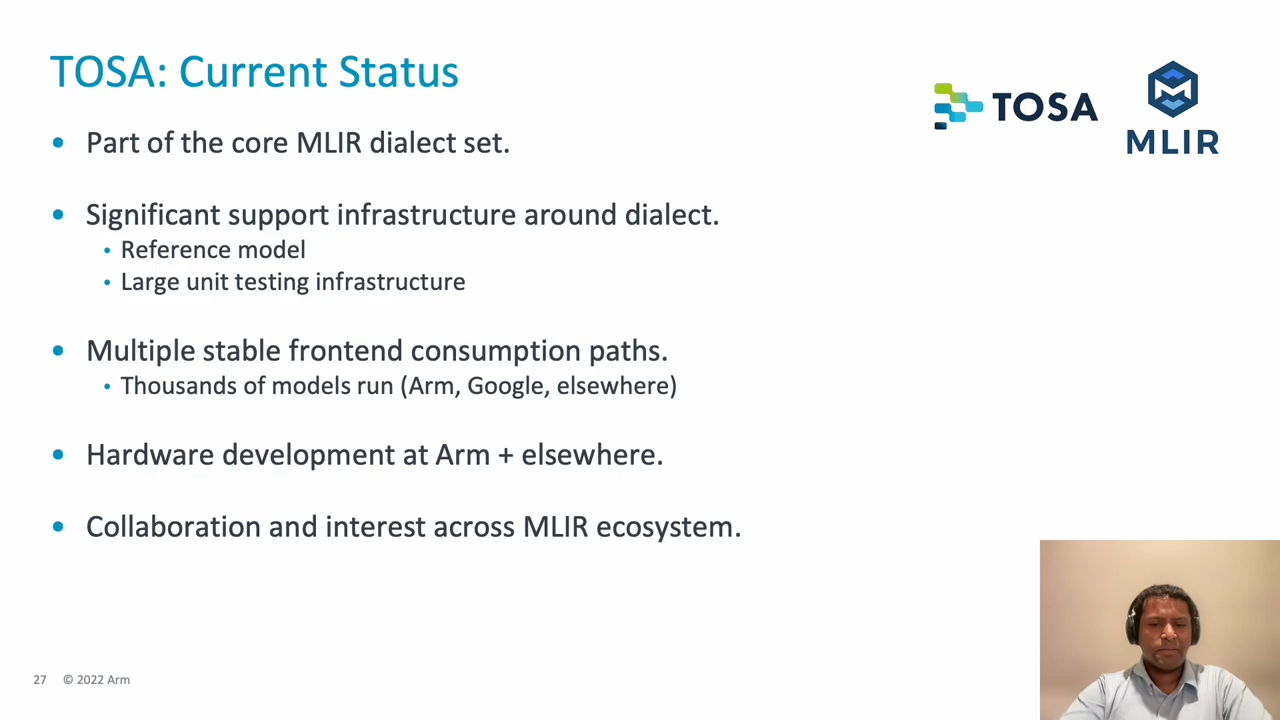 TOSA: Current Status
TOSA
MLIR
• Part of the core MLIR dialect set.
• Significant support infrastructure around dialect.
• Reference model
• Large unit testing infrastructure
• Multiple stable frontend consumption paths.
• Thousands of models run (Arm, Google, elsewhere)
• Hardware development at Arm + elsewhere.
• Collaboration and interest across MLIR ecosystem.
27 © 2022 Arm